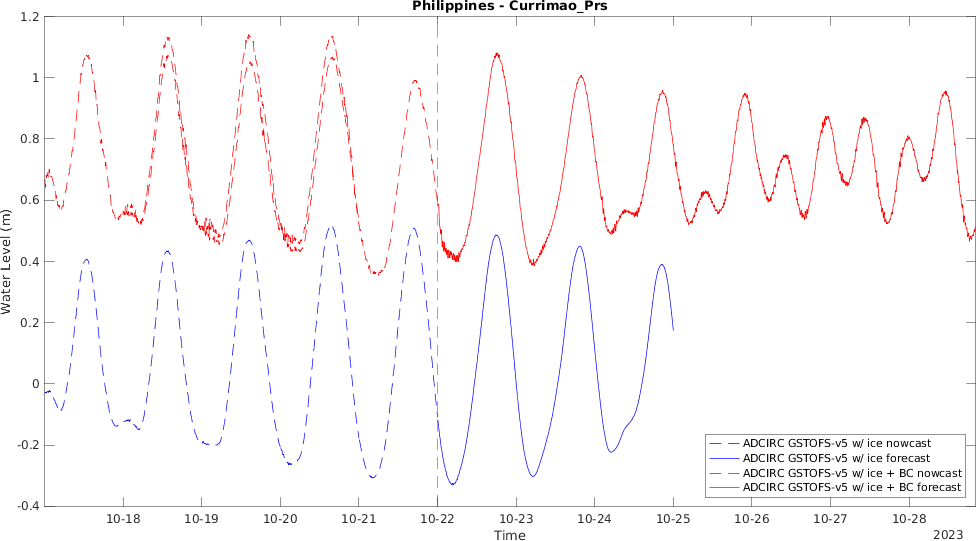 Philippines - Currimao_Prs
1.2
1
0.8
0.6
0.4
0.2
0
-0.2
-0.4
Water Level (m)
ADCIRC GSTOFS-v5 w/ ice nowcast
ADCIRC GSTOFS-v5 w/ ice forecast
ADCIRC GSTOFS-v5 w/ ice + BC nowcast
ADCIRC GSTOFS-v5 w/ ice + BC forecast
10-18 10-19 10-20 10-21 10-22 10-23 10-24 10-25 10-26 10-27 10-28
Time
2023